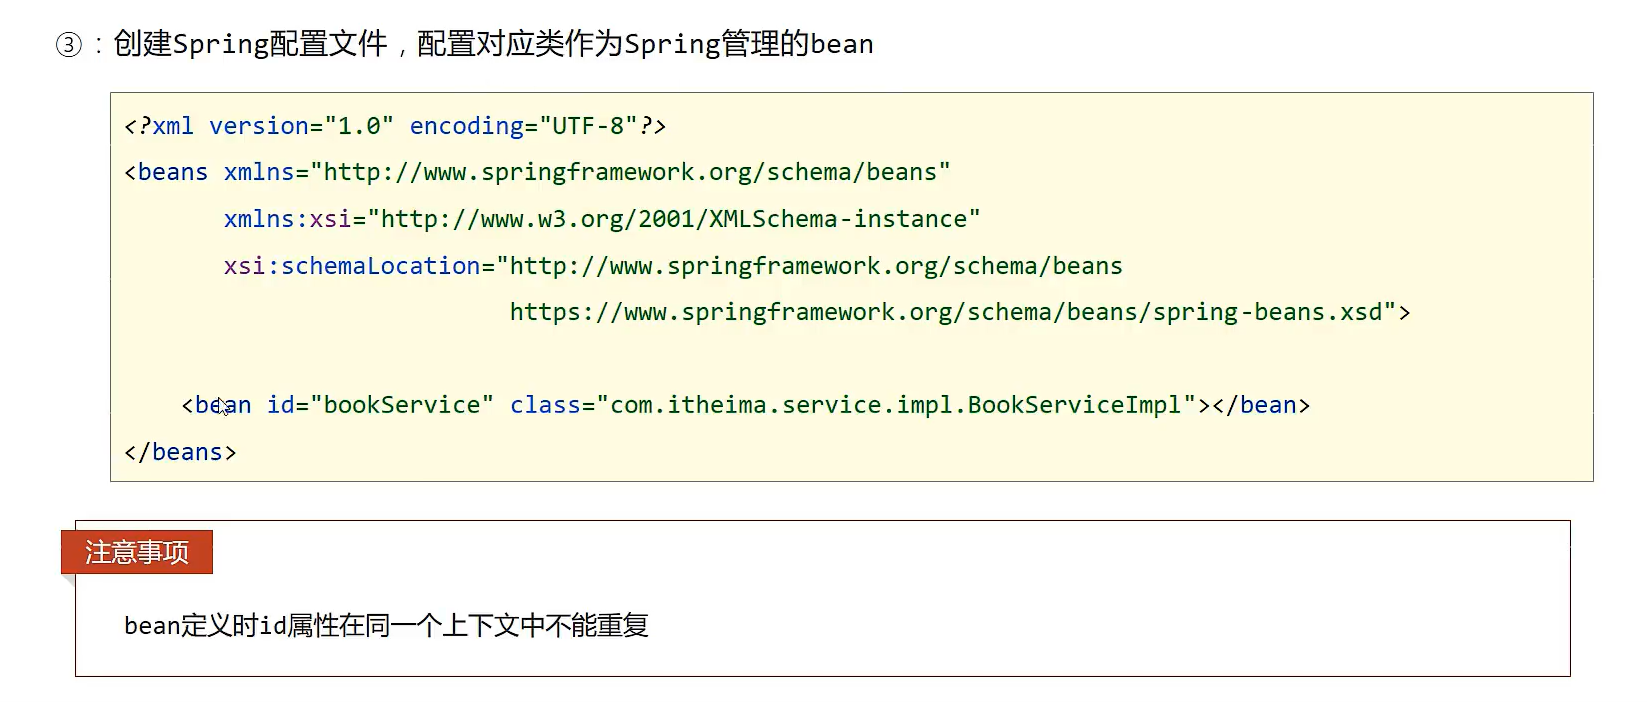 ③：创建Spring配置文件，配置对应类作为Spring管理的bean
<?xml version="1.0" encoding="UTF-8"?>
<beans xmlns="http://www.springframework.org/schema/beans"
xmlns:xsi="http://www.w3.org/2001/XMLSchema-instance"
xsi:schemaLocation="http://www.springframework.org/schema/beans
https://www.springframework.org/schema/beans/spring-beans.xsd">
<bean id="bookService" class="com.itheima.service.impl.BookServiceImpl"></bean>
</beans>
注意事项
bean定义时id属性在同一个上下文中不能重复